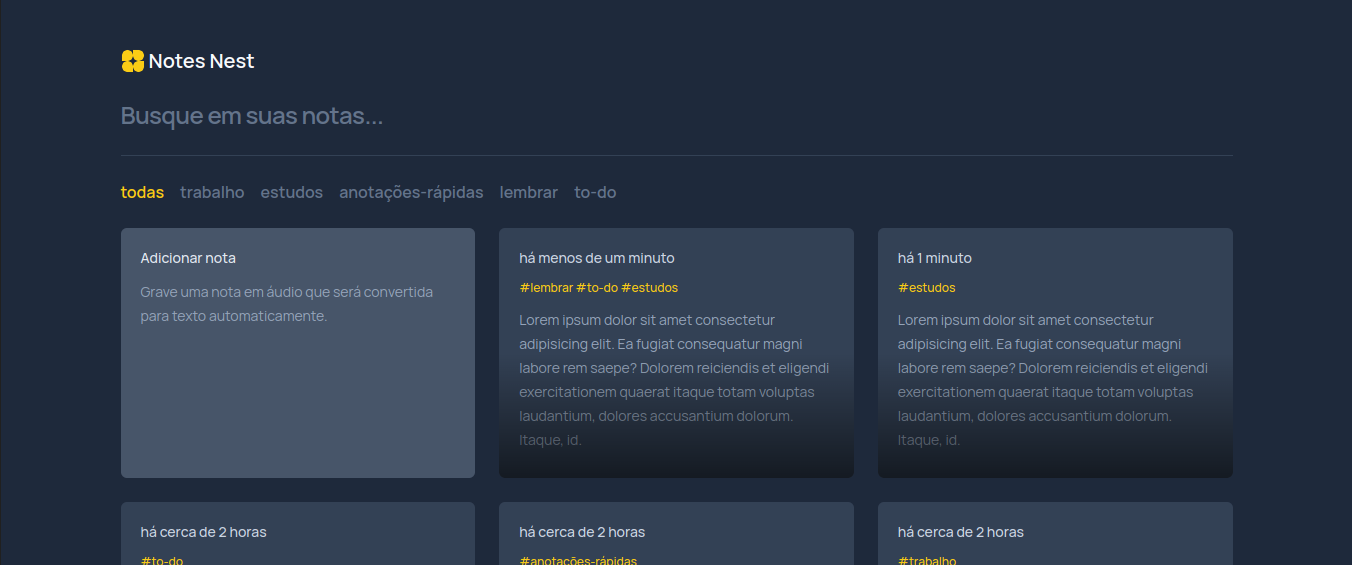 Notes Nest
Busque em suas notas...
todas trabalho estudos anotações-rápidas lembrar to-do
Adicionar nota
Grave uma nota em áudio que será convertida
para texto automaticamente.
há menos de um minuto
#lembrar #to-do #estudos
Lorem ipsum dolor sit amet consectetur
adipisicing elit. Ea fugiat consequatur magni
labore rem saepe? Dolorem reiciendis et eligendi
exercitationem quaerat itaque totam voluptas
laudantium, dolores accusantium dolorum.
Itaque, id.
há 1 minuto
#estudos
Lorem ipsum dolor sit amet consectetur
adipisicing elit. Ea fugiat consequatur magni
labore rem saepe? Dolorem reiciendis et eligendi
exercitationem quaerat itaque totam voluptas
laudantium, dolores accusantium dolorum.
Itaque, id.
há cerca de 2 horas
#to-do
há cerca de 2 horas
#anotações-rápidas
há cerca de 2 horas
#trabalho